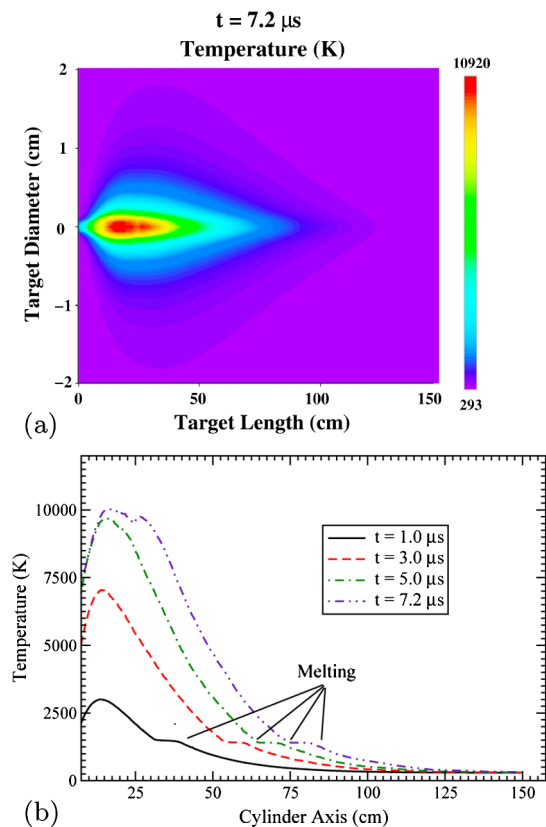 t = 7.2 μs
Temperature (K)
2
1
0
-1
-2
Target Diameter (cm)
0
50
100
150
Target Length (cm)
10920
293
(a)
10000
7500
5000
2500
0
Temperature (K)
t = 1.0 μs
t = 3.0 μs
t = 5.0 μs
t = 7.2 μs
Melting
25
50
75
100
125
150
Cylinder Axis (cm)
(b)